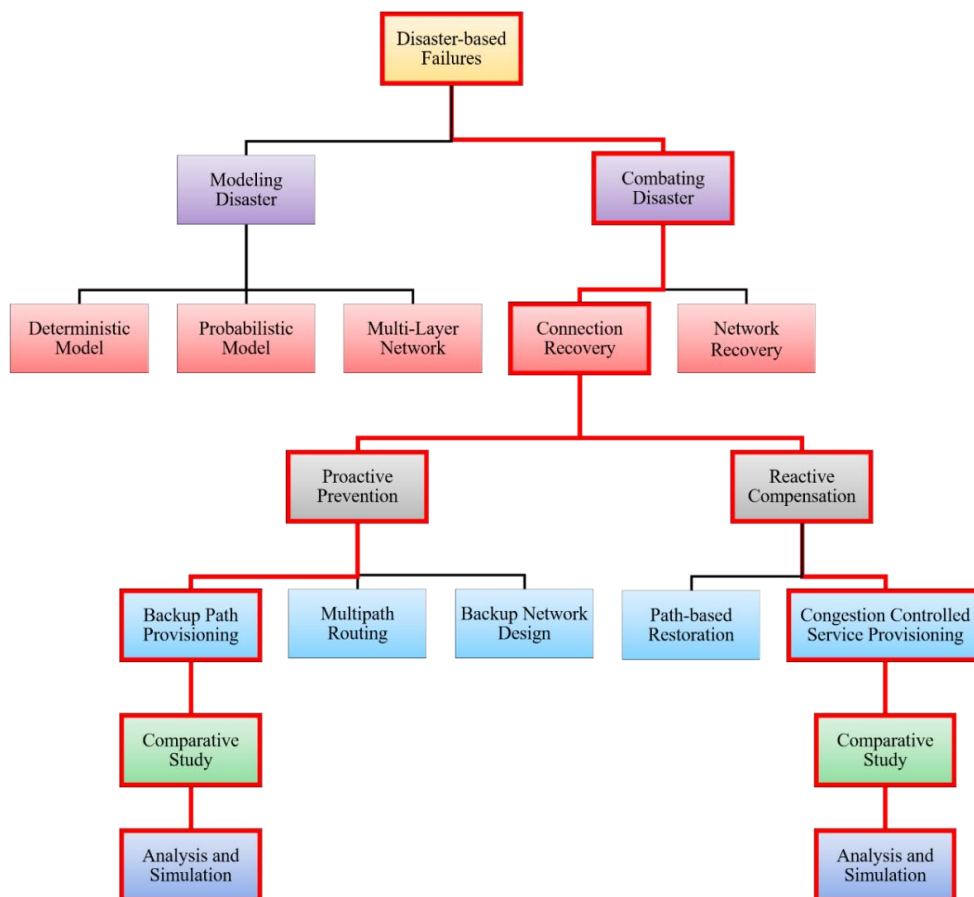 Disaster-based
Failures
Modeling
Disaster
Combating
Disaster
Deterministic
Model
Probabilistic
Model
Multi-Layer
Network
Connection
Recovery
Network
Recovery
Proactive
Prevention
Reactive
Compensation
Backup Path
Provisioning
Multipath
Routing
Backup Network
Design
Path-based
Restoration
Congestion Controlled
Service Provisioning
Comparative
Study
Comparative
Study
Analysis and
Simulation
Analysis and
Simulation